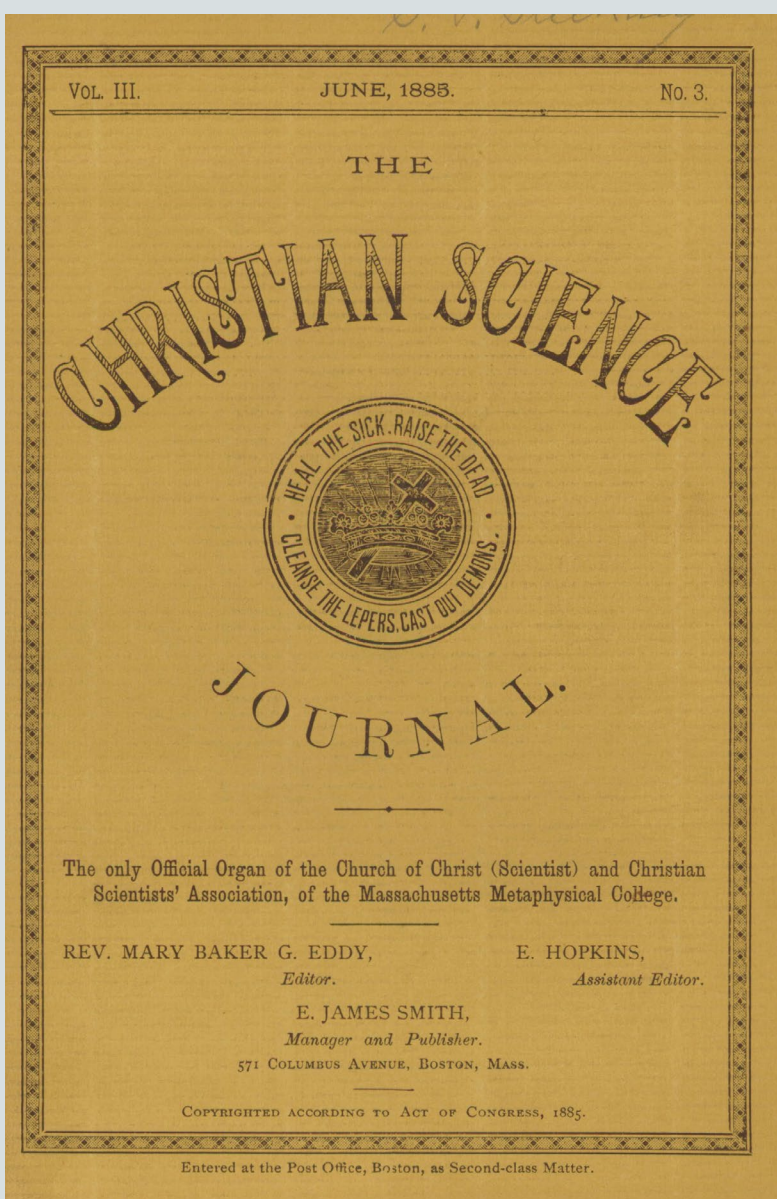 VOL. III.
JUNE, 1885.
No. 3.
THE
CHRISTIAN SCIENCE
HEAL THE SICK. RAISE THE DEAD
CLEANSE THE LEPERS. CAST OUT DEMONS.
JOURNAL.
The only Official Organ of the Church of Christ (Scientist) and Christian
Scientists' Association, of the Massachusetts Metaphysical College.
REV. MARY BAKER G. EDDY,
Editor.
E. HOPKINS,
Assistant Editor.
E. JAMES SMITH,
Manager and Publisher.
571 COLUMBUS AVENUE, BOSTON, MASS.
COPYRIGHTED ACCORDING TO ACT OF CONGRESS, 1885.
Entered at the Post Office, Boston, as Second-class Matter.